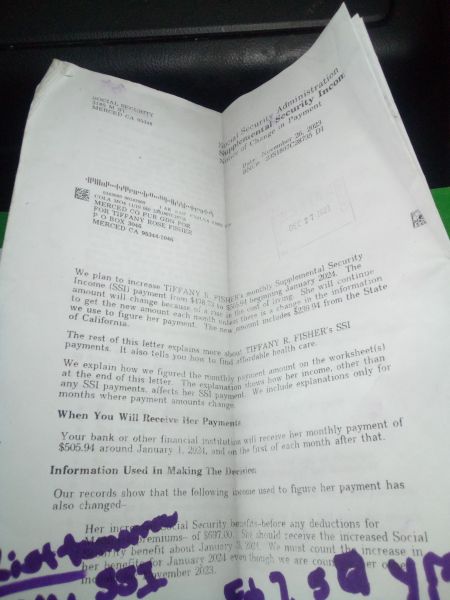 SOCIAL SECURITY
3185 M ST
MERCED CA 95348
Social Security Administration
Supplemental Security Income
Notice of Change in Payment
Date: November 26, 2023
DEC 27 2023
MERCED CO PUB GDN FOR
FOR TIFFANY ROSE FISHER
P O BOX 3046
MERCED CA 95344-1046
We plan to increase TIFFANY R. FISHER's monthly Supplemental Security
Income (SSI) payment from to $505.94 beginning January 2024. The
amount will change because of a rise in the cost of living. She will continue
to get the new amount each month unless there is a change in the information
we use to figure her payment. The new amount includes $239.94 from the State
of California.
The rest of this letter explains more about TIFFANY R. FISHER's SSI
payments. It also tells you how to find affordable health care.
We explain how we figured the monthly payment amount on the worksheet(s)
at the end of this letter. The explanation shows how her income, other than
any SSI payments, affects her SSI payment. We include explanations only for
months where payment amounts change.
When You Will Receive Her Payments
Your bank or other financial institution will receive her monthly payment of
$505.94 around January 1, 2024, and on the first of each month after that.
Information Used in Making The Decision
Our records show that the following income used to figure her payment has
also changed-
Her increased Social Security benefits-before any deductions for
Medicare premiums- of $697.00. She should receive the increased Social
Security benefit about January 3, 2024. We must count the increase in
her benefits for January 2024 even though we are counting her other
November 2023.
SSI
Feb